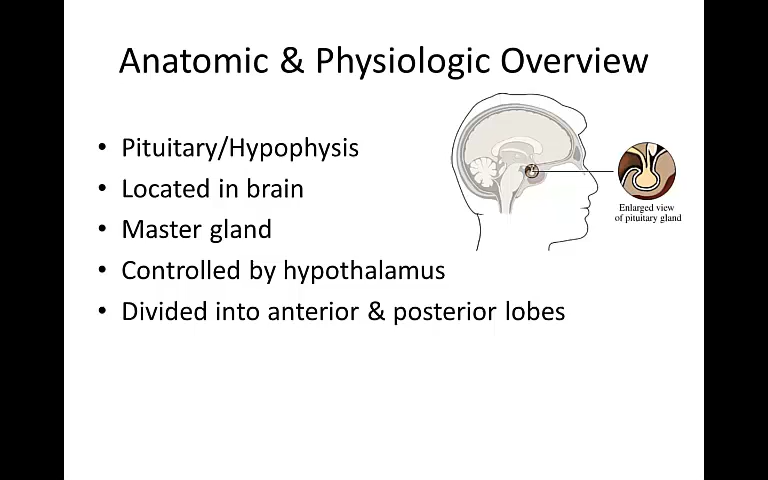 Anatomic & Physiologic Overview
• Pituitary/Hypophysis
• Located in brain
• Master gland
• Controlled by hypothalamus
• Divided into anterior & posterior lobes
Enlarged view
of pituitary gland